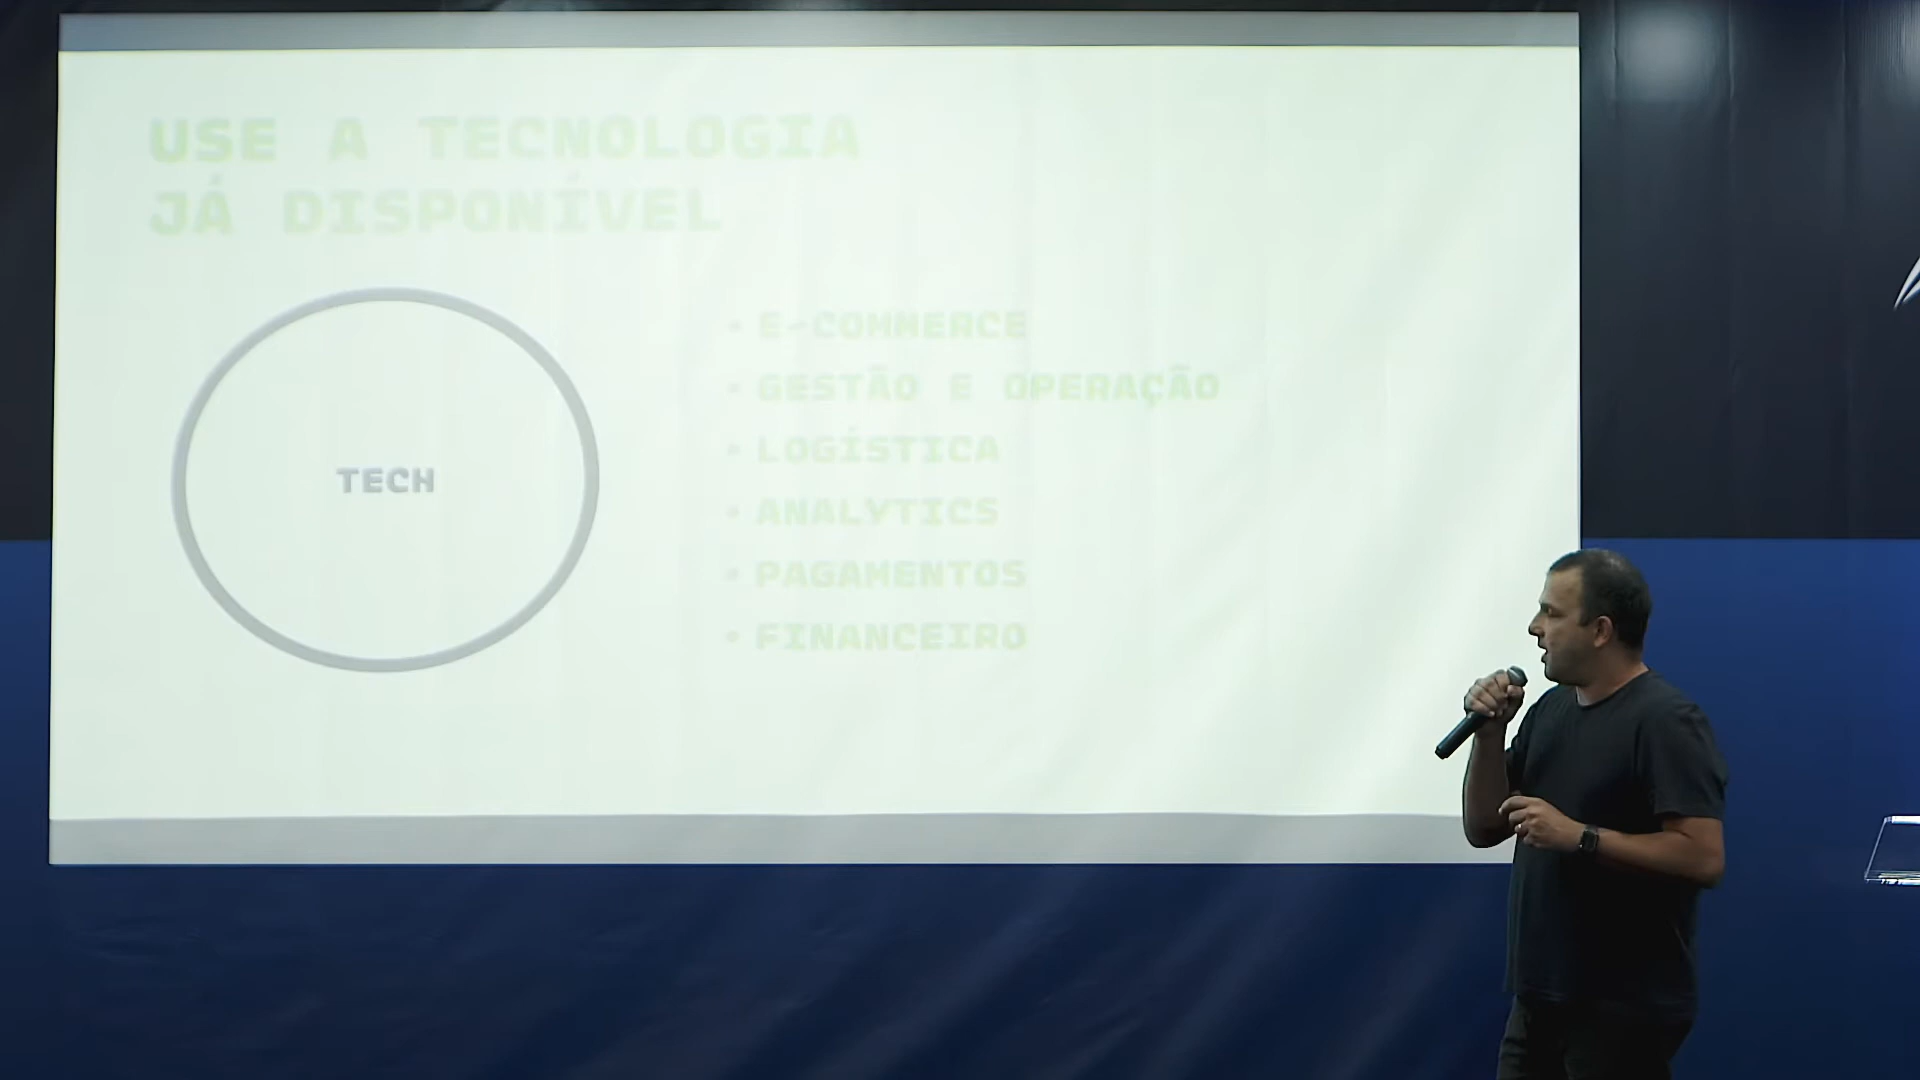 USE A TECNOLOGIA
JÁ DISPONÍVEL
TECH
• E-COMMERCE
• GESTÃO E OPERAÇÃO
• LOGÍSTICA
• ANALYTICS
• PAGAMENTOS
• FINANCEIRO